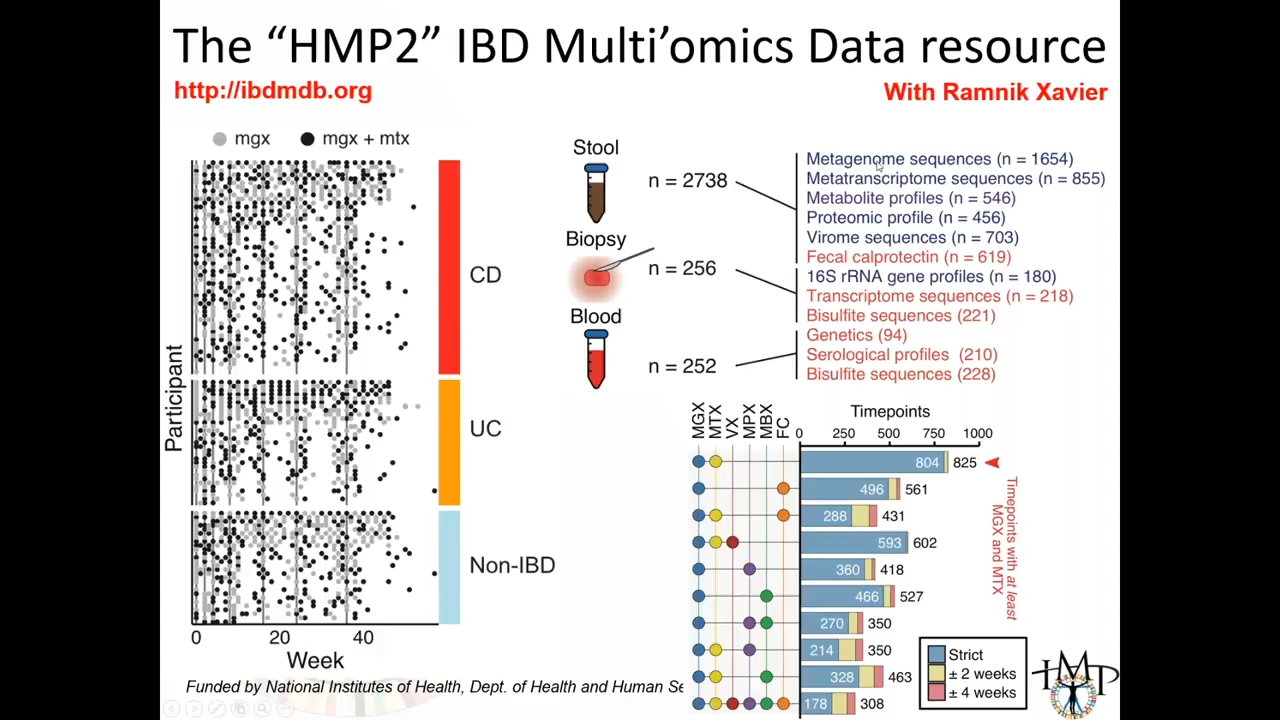 The “HMP2” IBD Multi’omics Data resource
http://ibdmdb.org
With Ramnik Xavier
mgx
mgx + mtx
Participant
CD
UC
Non-IBD
0 20 40
Week
Stool
n = 2738
Biopsy
n = 256
Blood
n = 252
Metagenome sequences (n = 1654)
Metatranscriptome sequences (n = 855)
Metabolite profiles (n = 546)
Proteomic profile (n = 456)
Virome sequences (n = 703)
Fecal calprotectin (n = 619)
16S rRNA gene profiles (n = 180)
Transcriptome sequences (n = 218)
Bisulfite sequences (221)
Genetics (94)
Serological profiles (210)
Bisulfite sequences (228)
MGX MTX VX MPX MBX FC
Timepoints
0 250 500 750 1000
804 825
496 561
288 431
593 602
360 418
466 527
270 350
214 350
328 463
178 308
Timepoints with at least
MGX and MTX
Strict
± 2 weeks
± 4 weeks
HMP
Funded by National Institutes of Health, Dept. of Health and Human Se